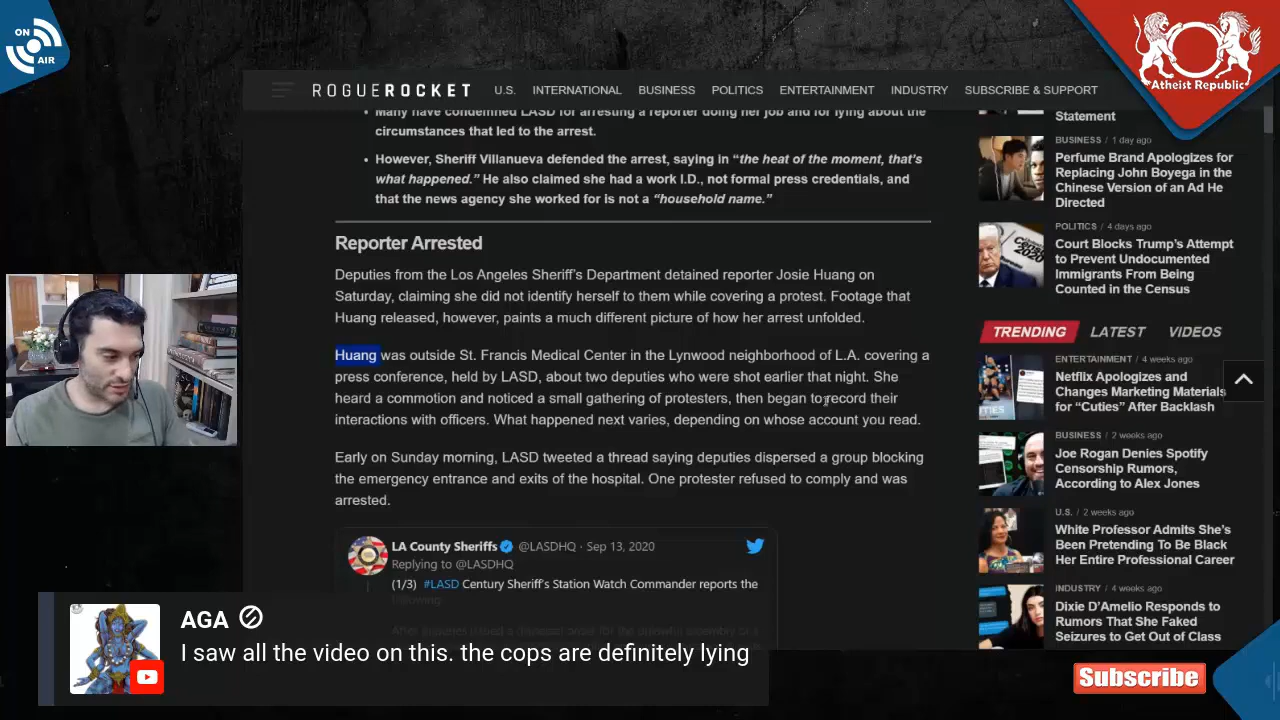 ON
AIR
ROGUEROCKET
U.S. INTERNATIONAL BUSINESS POLITICS ENTERTAINMENT INDUSTRY SUBSCRIBE & SUPPORT
Atheist Republic
Many have condemned LASD for arresting a reporter doing her job and for lying about the
circumstances that led to the arrest.
• However, Sheriff Villanueva defended the arrest, saying in “the heat of the moment, that’s
what happened.” He also claimed she had a work I.D., not formal press credentials, and
that the news agency she worked for is not a “household name.”
Reporter Arrested
Deputies from the Los Angeles Sheriff’s Department detained reporter Josie Huang on
Saturday, claiming she did not identify herself to them while covering a protest. Footage that
Huang released, however, paints a much different picture of how her arrest unfolded.
Huang was outside St. Francis Medical Center in the Lynwood neighborhood of L.A. covering a
press conference, held by LASD, about two deputies who were shot earlier that night. She
heard a commotion and noticed a small gathering of protesters, then began to record their
interactions with officers. What happened next varies, depending on whose account you read.
Early on Sunday morning, LASD tweeted a thread saying deputies dispersed a group blocking
the emergency entrance and exits of the hospital. One protester refused to comply and was
arrested.
LA County Sheriffs @LASDHQ · Sep 13, 2020
Replying to @LASDHQ
(1/3) #LASD Century Sheriff's Station Watch Commander reports the
following:
Statement
BUSINESS / 1 day ago
Perfume Brand Apologizes for
Replacing John Boyega in the
Chinese Version of an Ad He
Directed
POLITICS / 4 days ago
Court Blocks Trump’s Attempt
to Prevent Undocumented
Immigrants From Being
Counted in the Census
TRENDING LATEST VIDEOS
ENTERTAINMENT / 4 weeks ago
Netflix Apologizes and
Changes Marketing Materials
for “Cuties” After Backlash
BUSINESS / 2 weeks ago
Joe Rogan Denies Spotify
Censorship Rumors,
According to Alex Jones
U.S. / 2 weeks ago
White Professor Admits She’s
Been Pretending To Be Black
Her Entire Professional Career
INDUSTRY / 4 weeks ago
Dixie D’Amelio Responds to
Rumors That She Faked
Seizures to Get Out of Class
AGA
I saw all the video on this. the cops are definitely lying
Subscribe